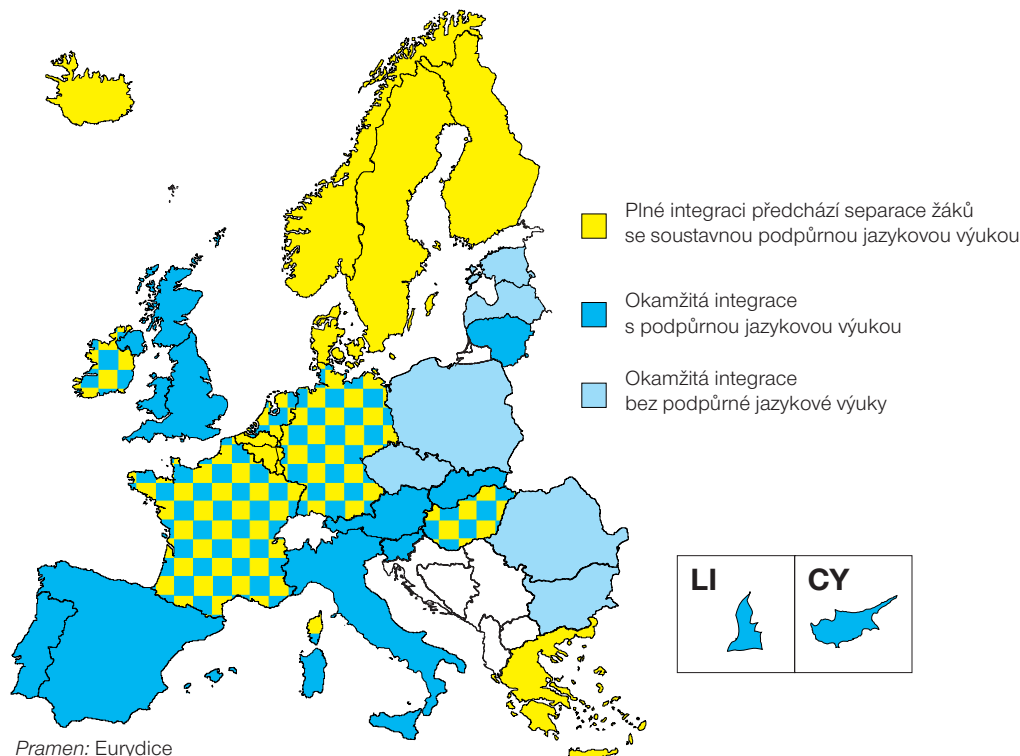 Plné integraci předchází separace žáků
se soustavnou podpůrnou jazykovou výukou
Okamžitá integrace
s podpůrnou jazykovou výukou
Okamžitá integrace
bez podpůrné jazykové výuky
LI
CY
Pramen: Eurydice